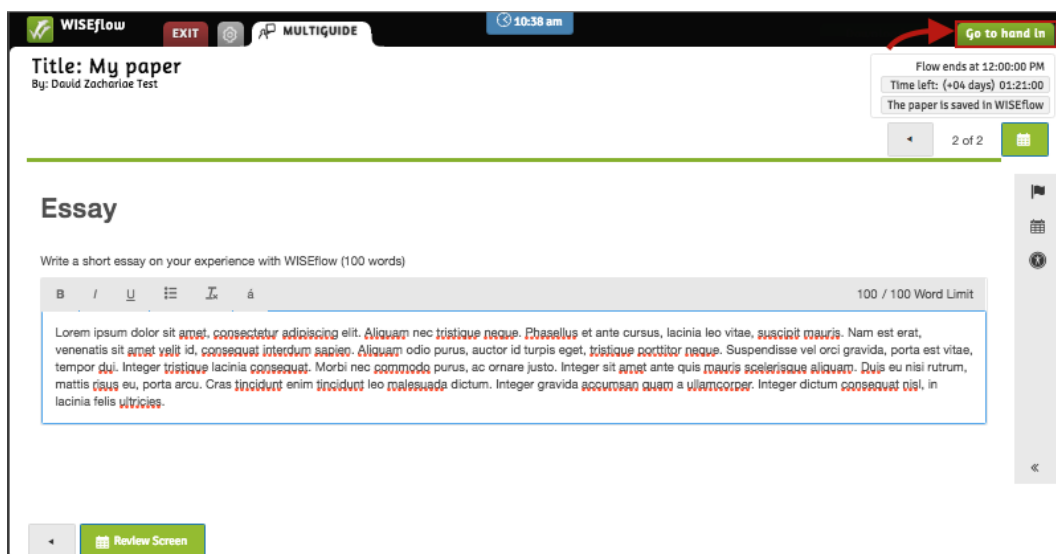 WISEflow
EXIT
MULTIGUIDE
10:38 am
Go to hand in
Title: My paper
By: David Zachariae Test
Flow ends at 12:00:00 PM
Time left: (+04 days) 01:21:00
The paper is saved in WISEflow
2 of 2
Essay
Write a short essay on your experience with WISEflow (100 words)
B I U Tx á 100 / 100 Word Limit
Lorem ipsum dolor sit amet, consectetur adipiscing elit. Aliquam nec tristique neque. Phasellus et ante cursus, lacinia leo vitae, suscipit mauris. Nam est erat,
venenatis sit amet velit id, consequat interdum sapien. Aliquam odio purus, auctor id turpis eget, tristique porttitor neque. Suspendisse vel orci gravida, porta est vitae,
tempor dui. Integer tristique lacinia consequat. Morbi nec commodo purus, ac ornare justo. Integer sit amet ante quis mauris scelerisque aliquam. Duis eu nisi rutrum,
mattis risus eu, porta arcu. Cras tincidunt enim tincidunt leo malesuada dictum. Integer gravida accumsan quam a ullamcorper. Integer dictum consequat nisl, in
lacinia felis ultricies.
Review Screen